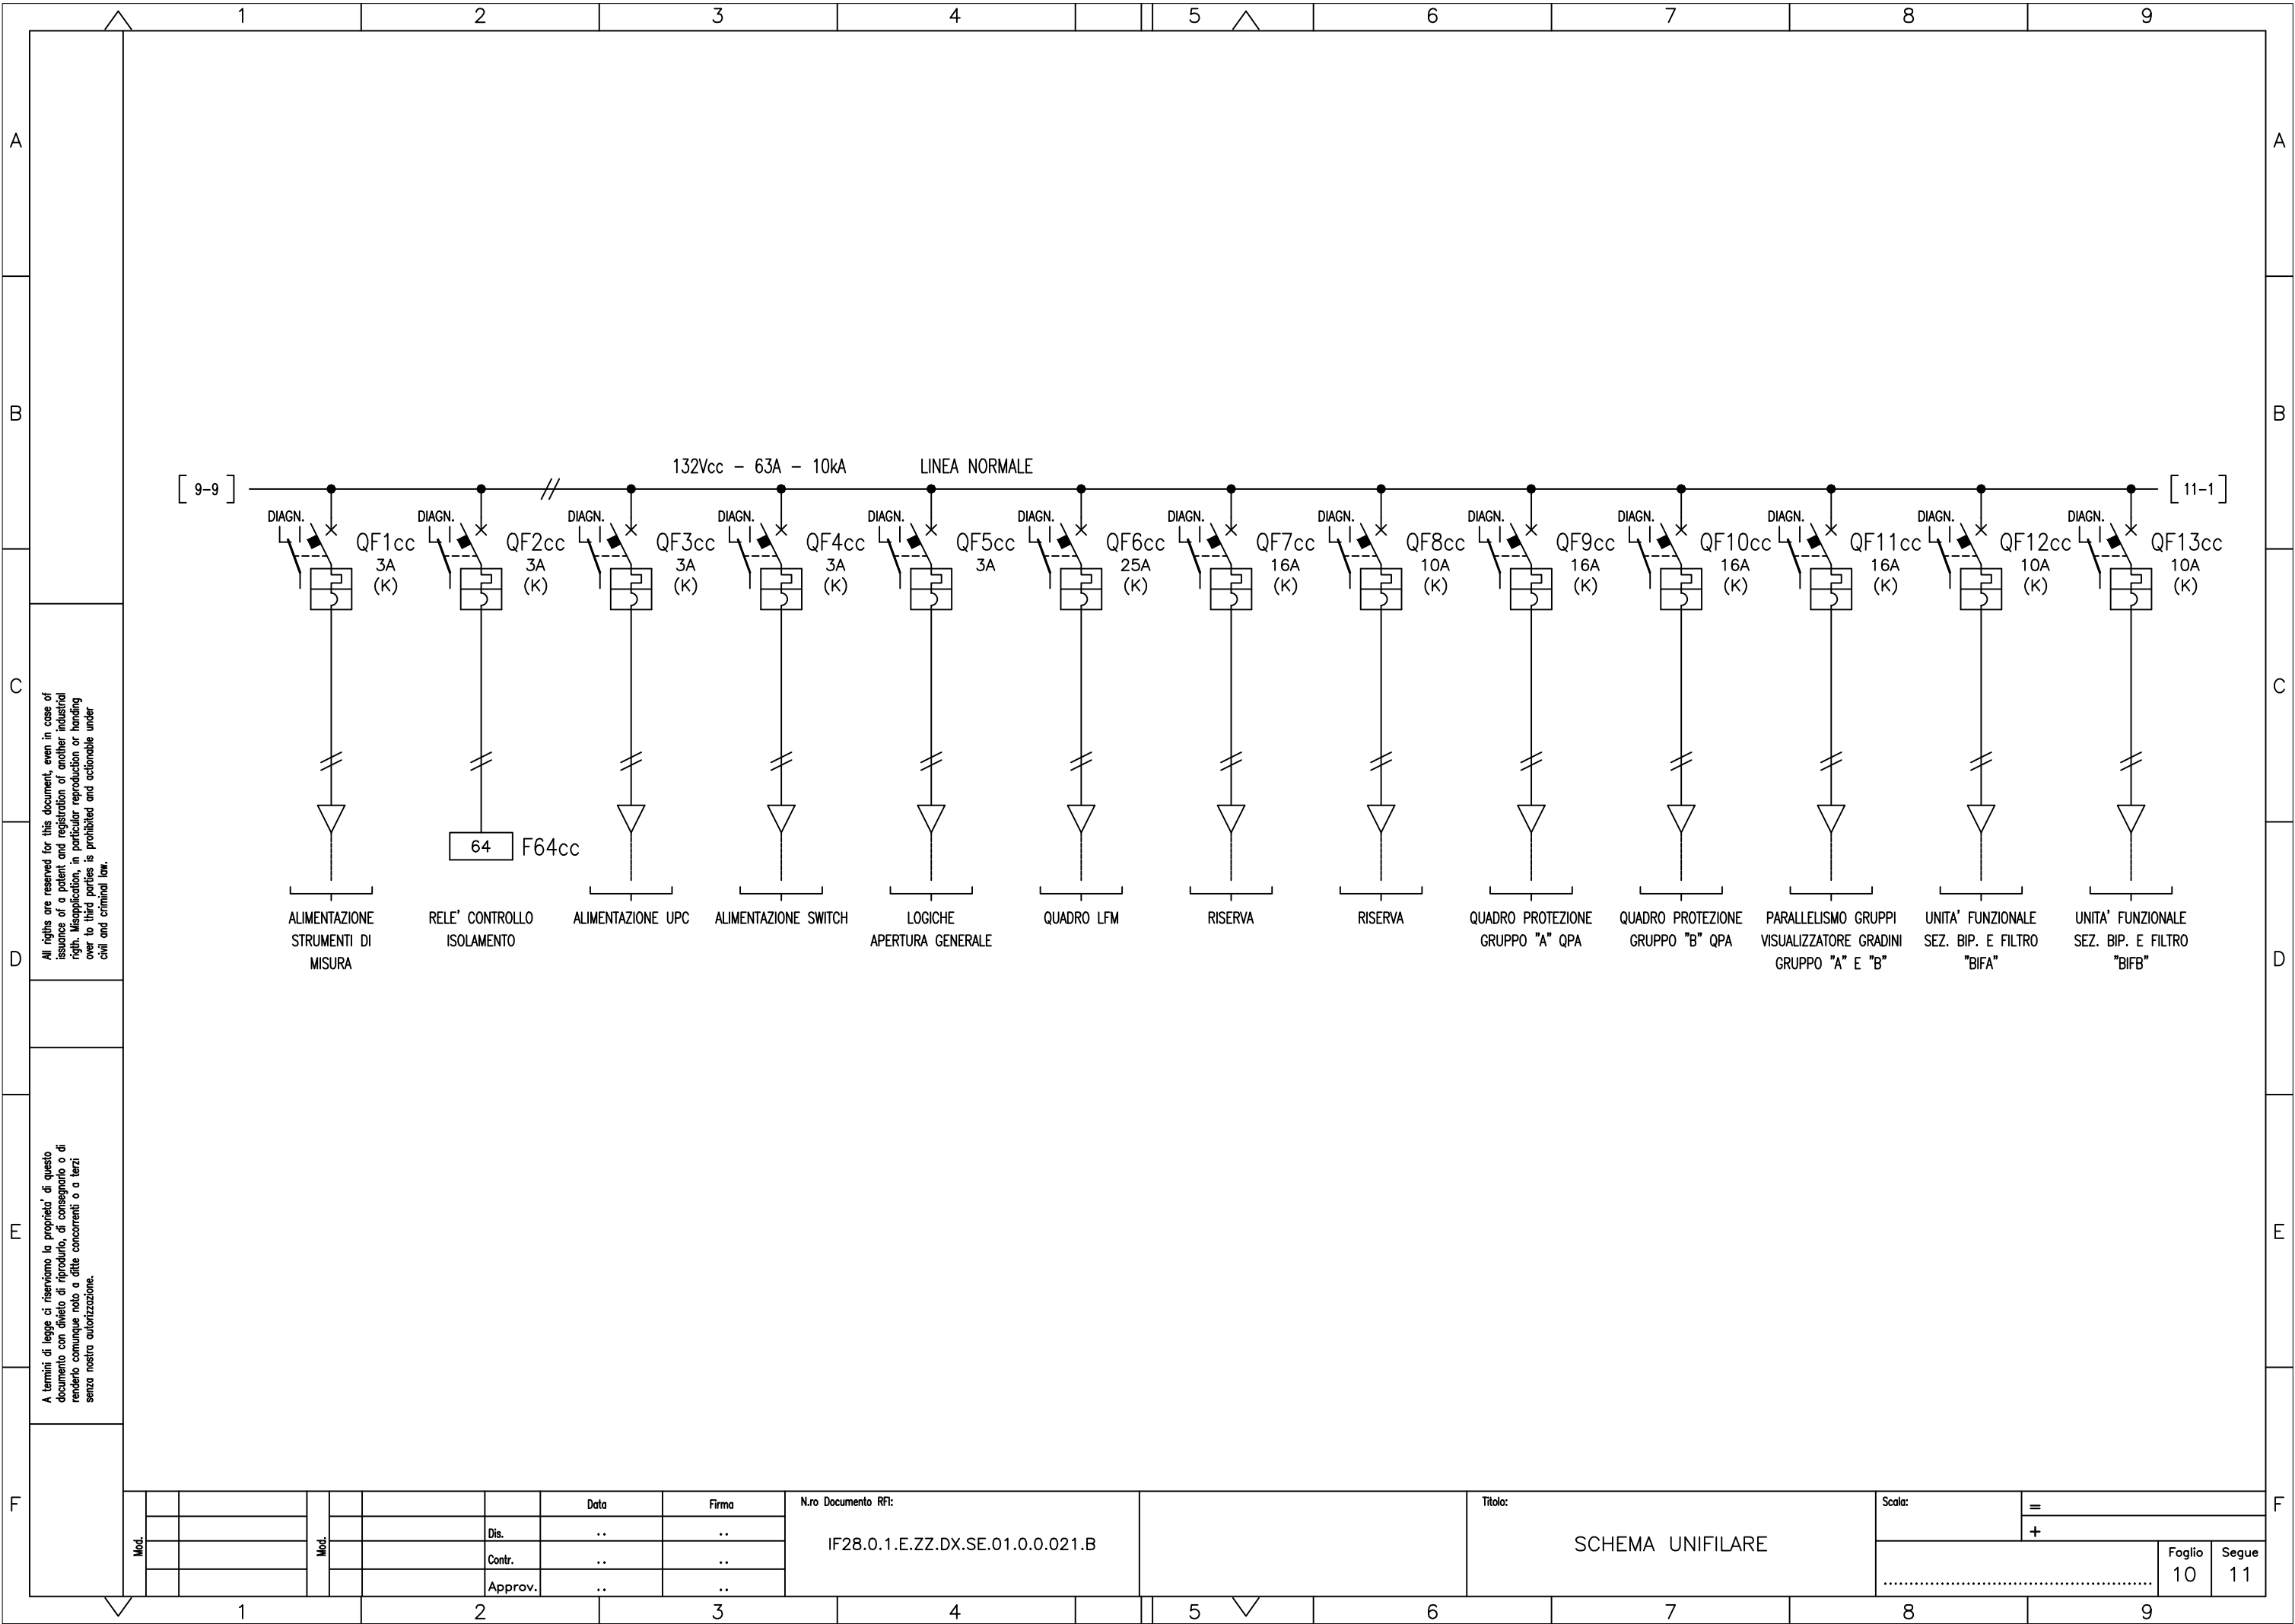 1 2 3 4 5 6 7 8 9
A A
B B
C C
D D
E E
F F
132Vcc - 63A - 10kA LINEA NORMALE
9-9
11-1
DIAGN. DIAGN. DIAGN. DIAGN. DIAGN. DIAGN. DIAGN. DIAGN. DIAGN. DIAGN. DIAGN. DIAGN. DIAGN.
QF1cc
3A
(K)
QF2cc
3A
(K)
QF3cc
3A
(K)
QF4cc
3A
(K)
QF5cc
3A
QF6cc
25A
(K)
QF7cc
16A
(K)
QF8cc
10A
(K)
QF9cc
16A
(K)
QF10cc
16A
(K)
QF11cc
16A
(K)
QF12cc
10A
(K)
QF13cc
10A
(K)
64 F64cc
ALIMENTAZIONE
STRUMENTI DI
MISURA
RELE' CONTROLLO
ISOLAMENTO
ALIMENTAZIONE UPC
ALIMENTAZIONE SWITCH
LOGICHE
APERTURA GENERALE
QUADRO LFM
RISERVA
RISERVA
QUADRO PROTEZIONE
GRUPPO "A" QPA
QUADRO PROTEZIONE
GRUPPO "B" QPA
PARALLELISMO GRUPPI
VISUALIZZATORE GRADINI
GRUPPO "A" E "B"
UNITA' FUNZIONALE
SEZ. BIP. E FILTRO
"BIFA"
UNITA' FUNZIONALE
SEZ. BIP. E FILTRO
"BIFB"
All rigths are reserved for this document, even in case of
issuance of a patent and registration of another industrial
rigth. Misapplication, in particular reproduction or handing
over to third parties is prohibited and actionable under
civil and criminal law.
A termini di legge ci riserviamo la proprieta' di questo
documento con divieto di riprodurlo, di consegnarlo o di
renderlo comunque noto a ditte concorrenti o a terzi
senza nostra autorizzazione.
Mod.
Mod.
Data Firma
Dis. .. ..
Contr. .. ..
Approv. .. ..
N.ro Documento RFI:
IF28.0.1.E.ZZ.DX.SE.01.0.0.021.B
Titolo:
SCHEMA UNIFILARE
Scala:
=
+
....................................................
Foglio
10
Segue
11
1 2 3 4 5 6 7 8 9